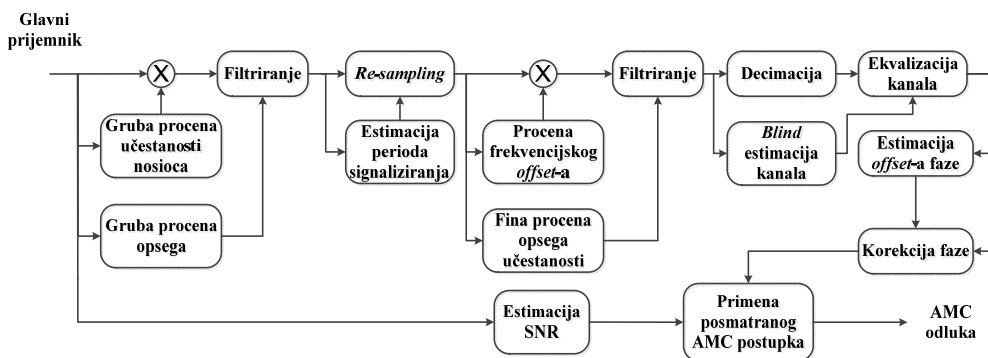 Glavni
prijemnik
X
Filtriranje
Re-sampling
X
Filtriranje
Decimacija
Ekvalizacija
kanala
Gruba procena
učestanosti
nosioca
Estimacija
perioda
signaliziranja
Procena
frekvencijskog
offset-a
Blind
estimacija
kanala
Estimacija
offset-a faze
Gruba procena
opsega
Fina procena
opsega
učestanosti
Korekcija faze
Estimacija
SNR
Primena
posmatranog
AMC postupka
AMC
odluka